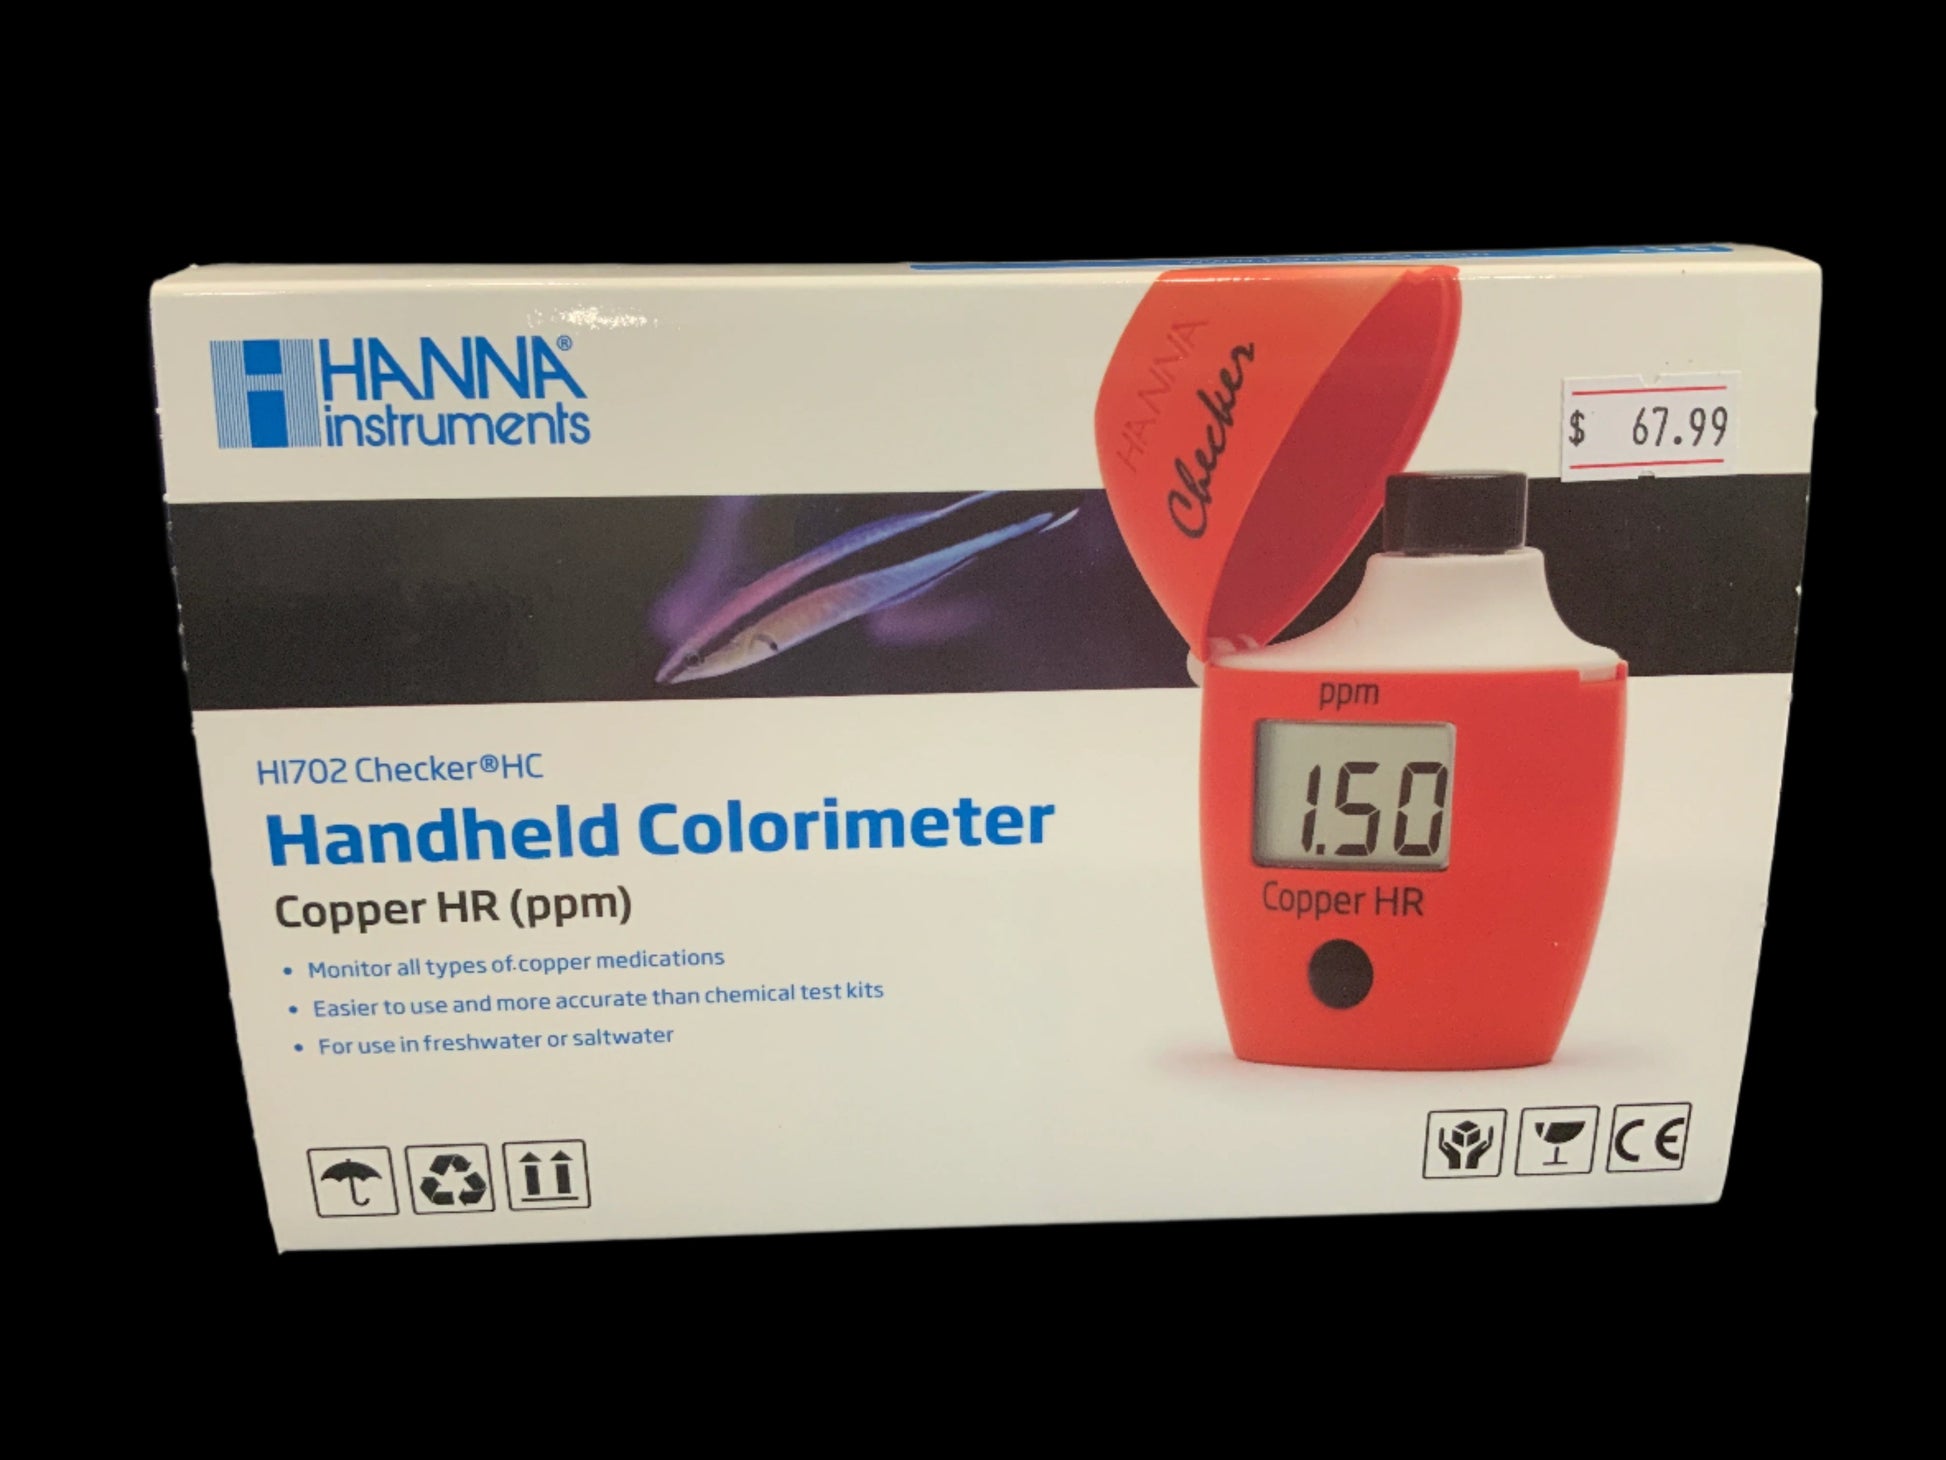 HANNA®
instruments
HANNA
Checker
$ 67.99
ppm
1.50
Copper HR
HI702 Checker®HC
Handheld Colorimeter
Copper HR (ppm)
• Monitor all types of copper medications
• Easier to use and more accurate than chemical test kits
• For use in freshwater or saltwater
CE